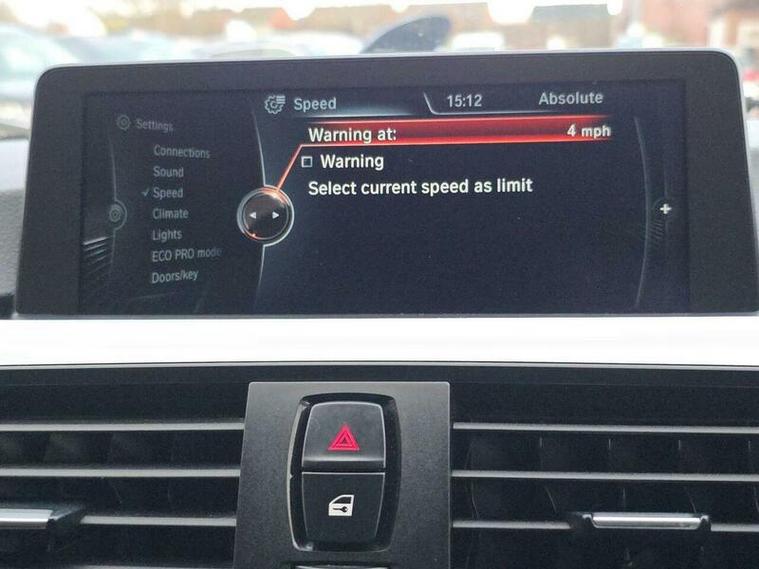 Speed
15:12
Absolute
Settings
Connections
Sound
Speed
Climate
Lights
ECO PRO mode
Doors/key
Warning at: 4 mph
Warning
Select current speed as limit